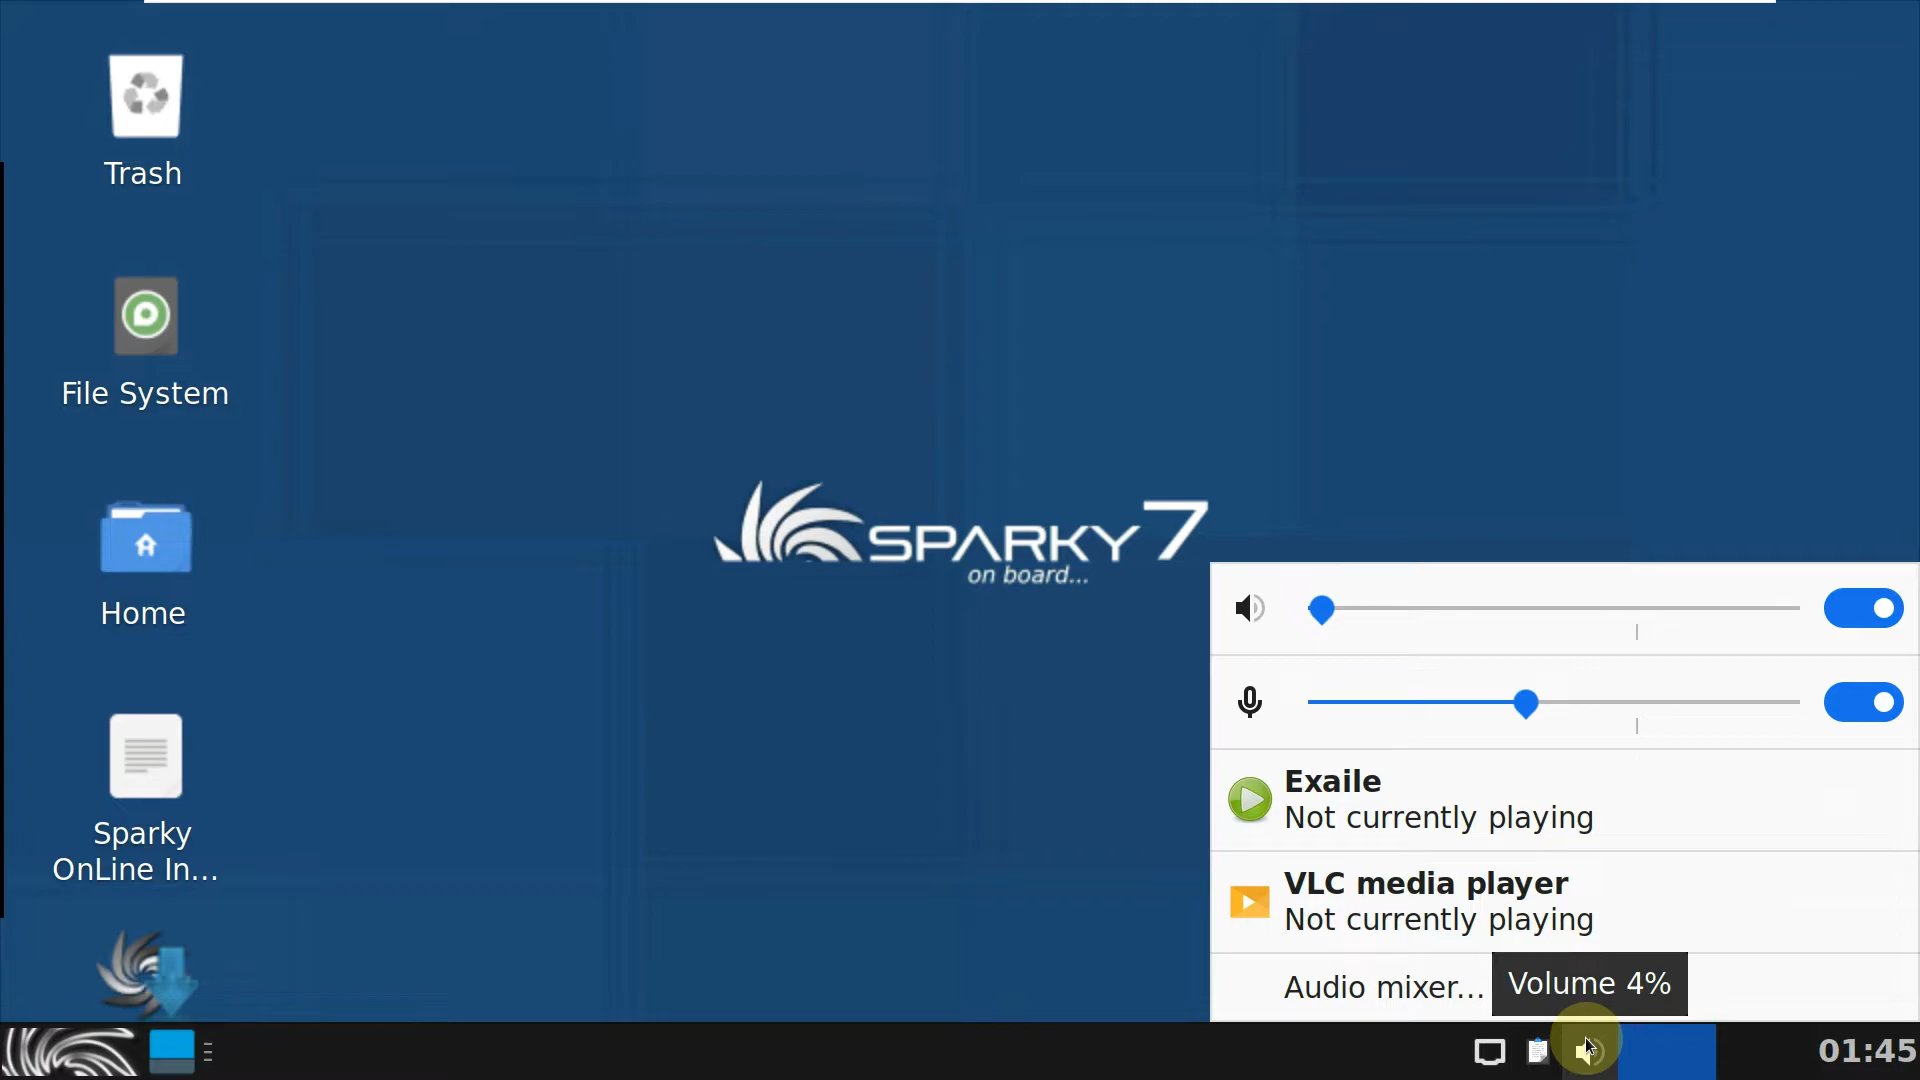 Trash
File System
Home
Sparky
OnLine In...
SPARKY 7
on board...
Exaile
Not currently playing
VLC media player
Not currently playing
Audio mixer...
Volume 4%
01:45